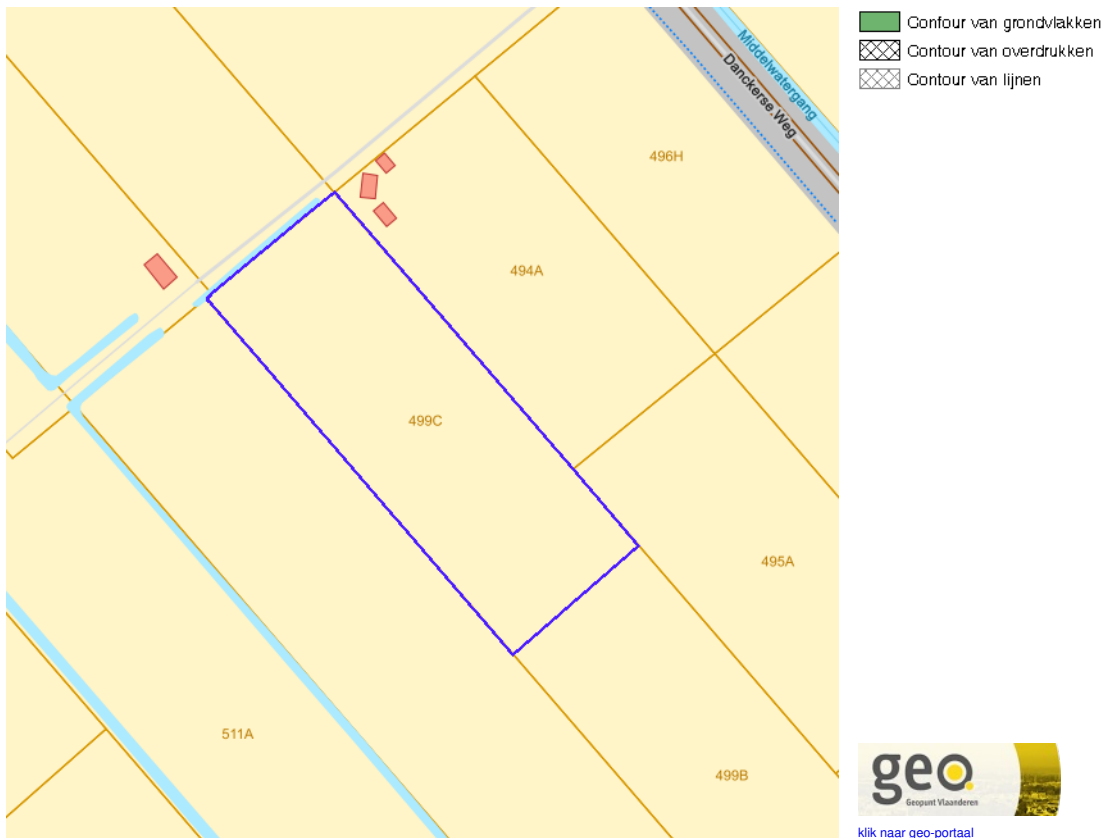 Contour van grondvlakken
Contour van overdrukken
Contour van lijnen
Middelwatergang
Danckerse Weg
496H
494A
499C
495A
511A
499B
geo.
Geopunt Vlaanderen
klik naar geo-portaal